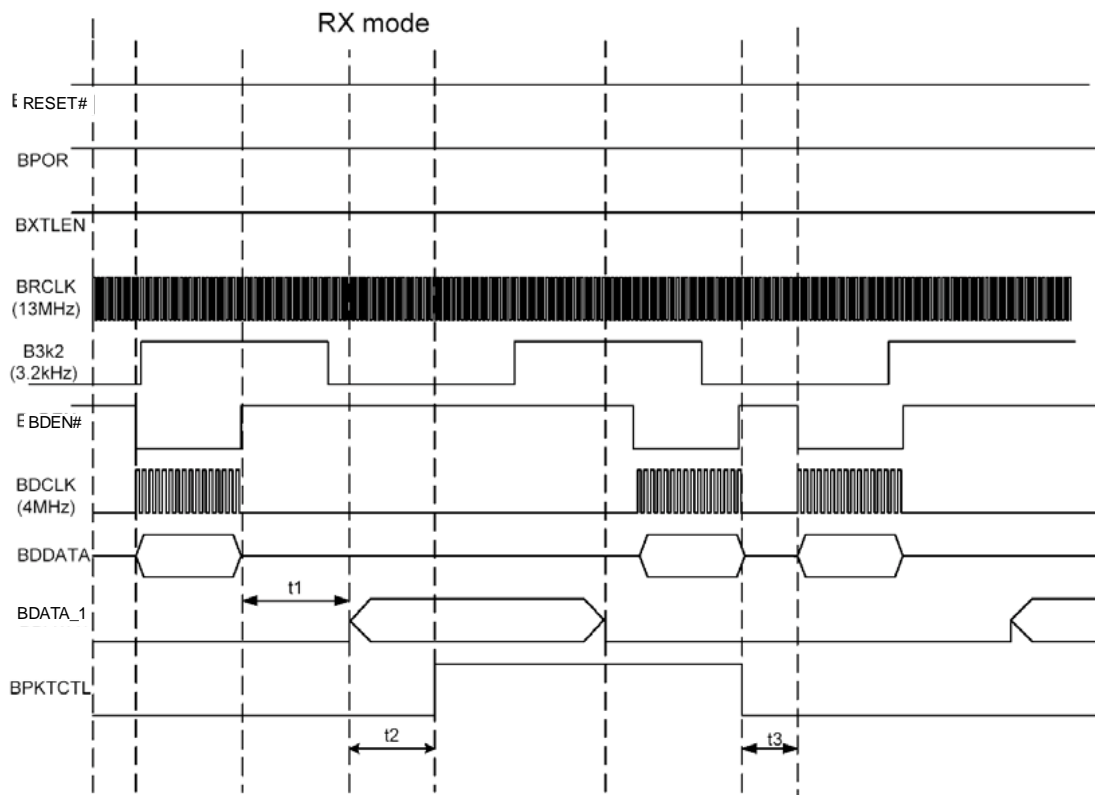 RX mode
RESET#
BPOR
BXTLEN
BRCLK
(13MHz)
B3k2
(3.2kHz)
BDEN#
BDCLK
(4MHz)
BDDATA
t1
BDATA_1
BPKTCTL
t2
t3